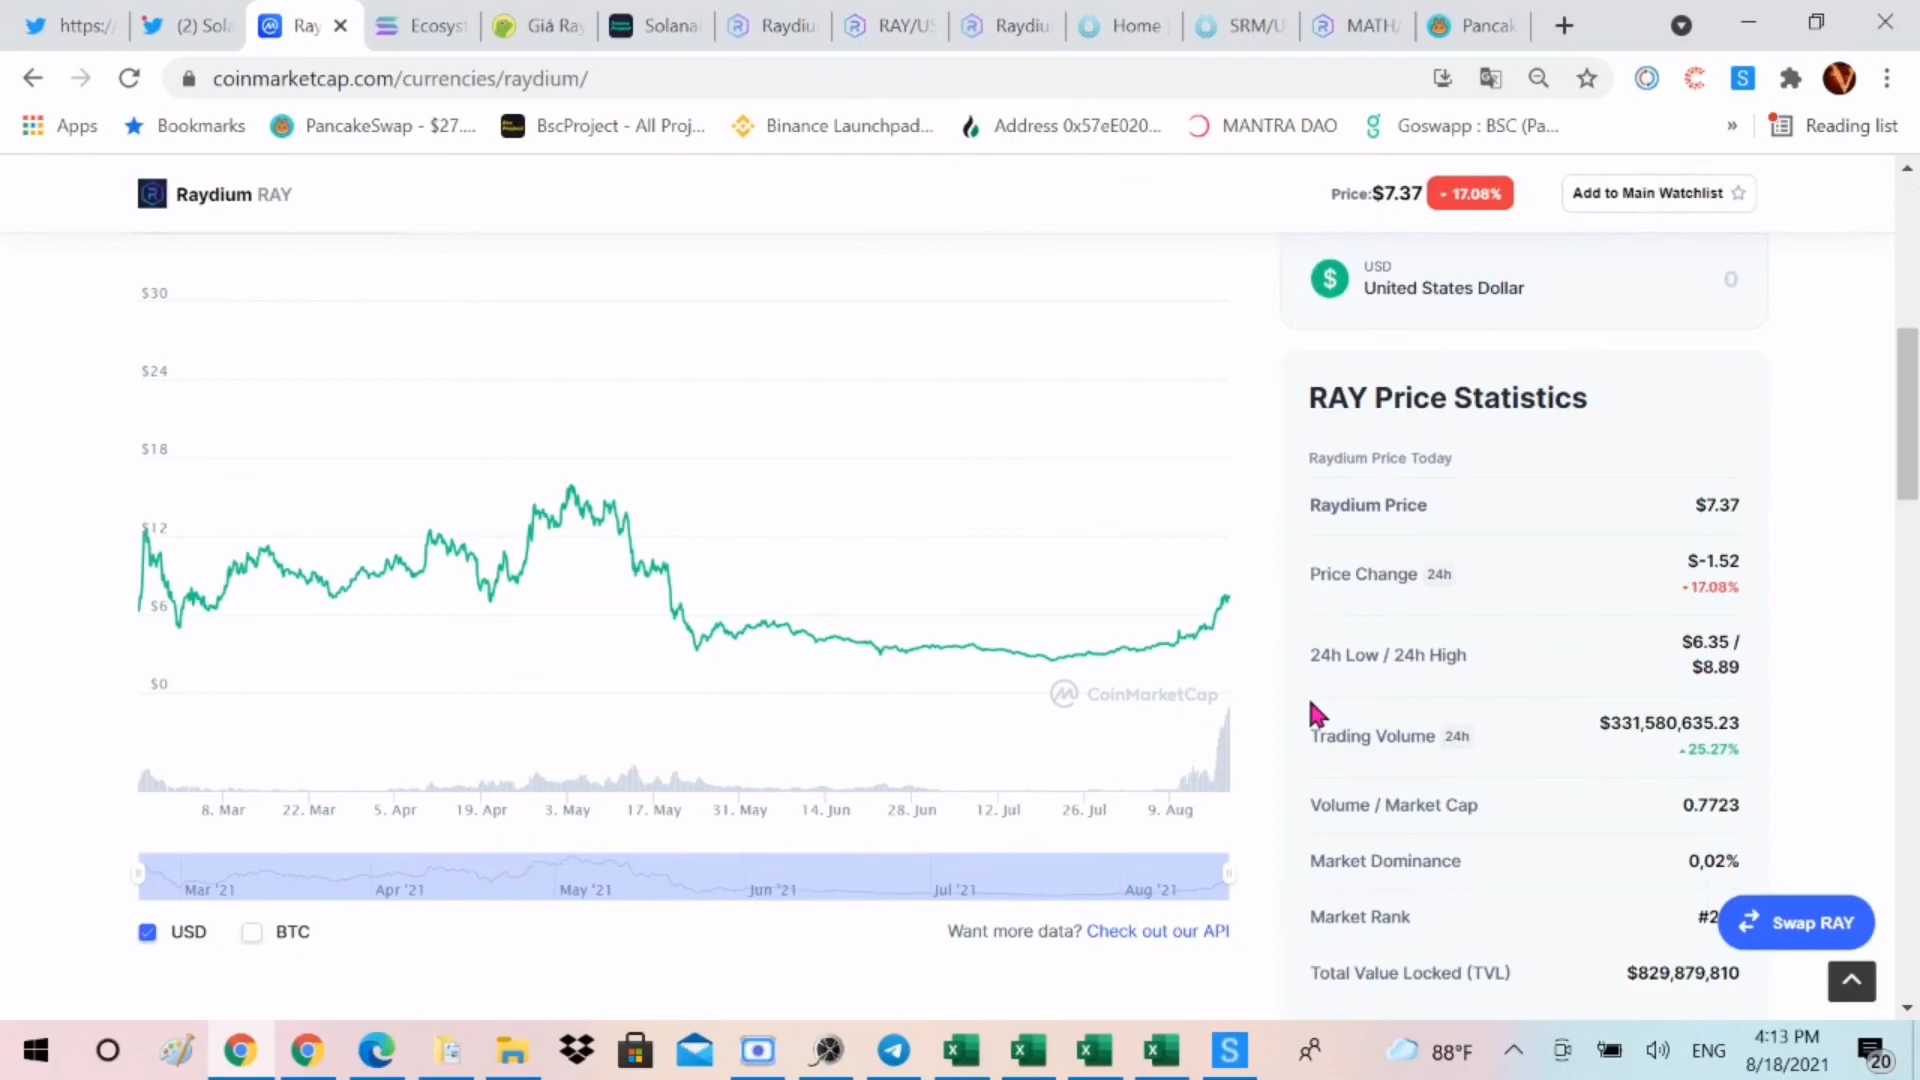 https:/
(2) Sola
Ray
Ecosyst
Giá Ray
Solana
Raydiu
RAY/US
Raydiu
Home
SRM/U
MATH/
Pancak
coinmarketcap.com/currencies/raydium/
S
Apps
Bookmarks
PancakeSwap - $27....
BscProject - All Proj...
Binance Launchpad...
Address 0x57eE020...
MANTRA DAO
Goswapp : BSC (Pa...
»
Reading list
Raydium RAY
Price:$7.37
17.08%
Add to Main Watchlist
USD
United States Dollar
0
$30
$24
$18
$12
$6
$0
CoinMarketCap
8. Mar
22. Mar
5. Apr
19. Apr
3. May
17. May
31. May
14. Jun
28. Jun
12. Jul
26. Jul
9. Aug
Mar '21
Apr '21
May '21
Jun '21
Jul '21
Aug '21
USD
BTC
Want more data? Check out our API
RAY Price Statistics
Raydium Price Today
Raydium Price
$7.37
Price Change 24h
$-1.52
17.08%
24h Low / 24h High
$6.35 /
$8.89
Trading Volume 24h
$331,580,635.23
25.27%
Volume / Market Cap
0.7723
Market Dominance
0,02%
Market Rank
#2
Swap RAY
Total Value Locked (TVL)
$829,879,810
S
88°F
ENG
4:13 PM
8/18/2021
20